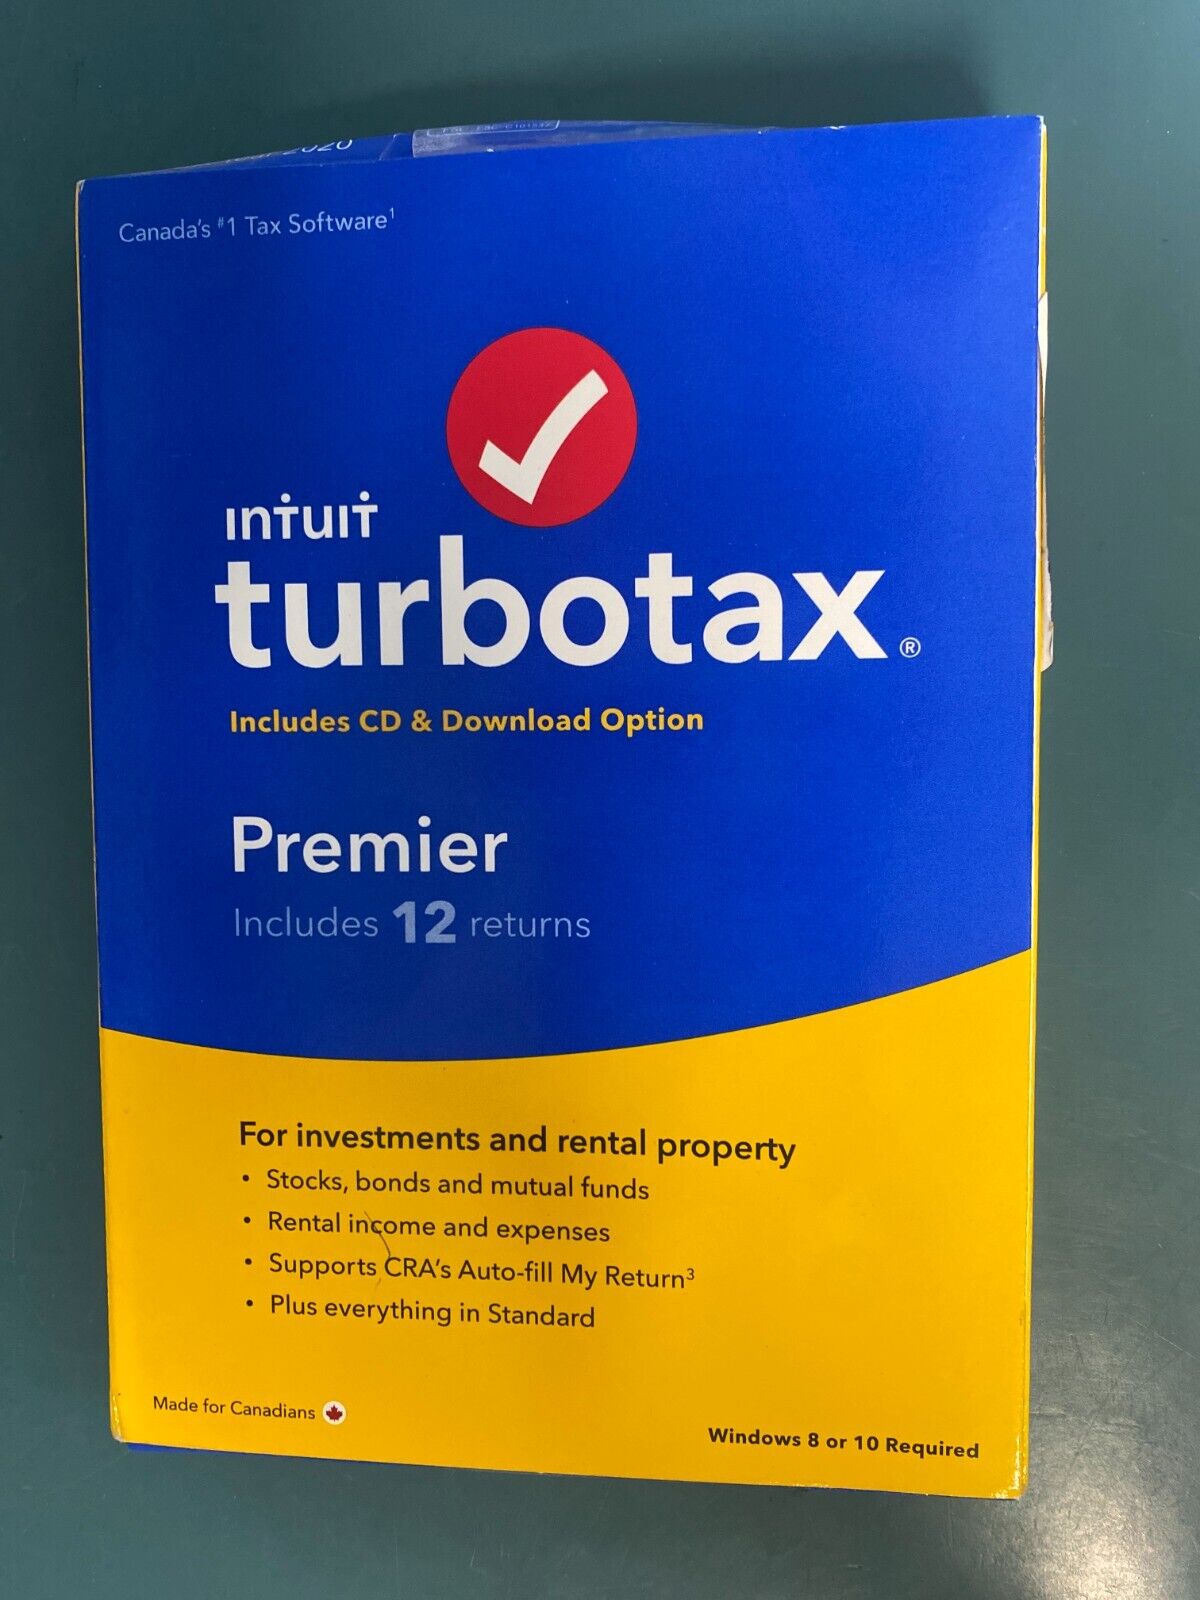 2020
Canada's #1 Tax Software1
intuit
turbotax®
Includes CD & Download Option
Premier
Includes 12 returns
For investments and rental property
• Stocks, bonds and mutual funds
• Rental income and expenses
• Supports CRA's Auto-fill My Return3
• Plus everything in Standard
Made for Canadians
Windows 8 or 10 Required